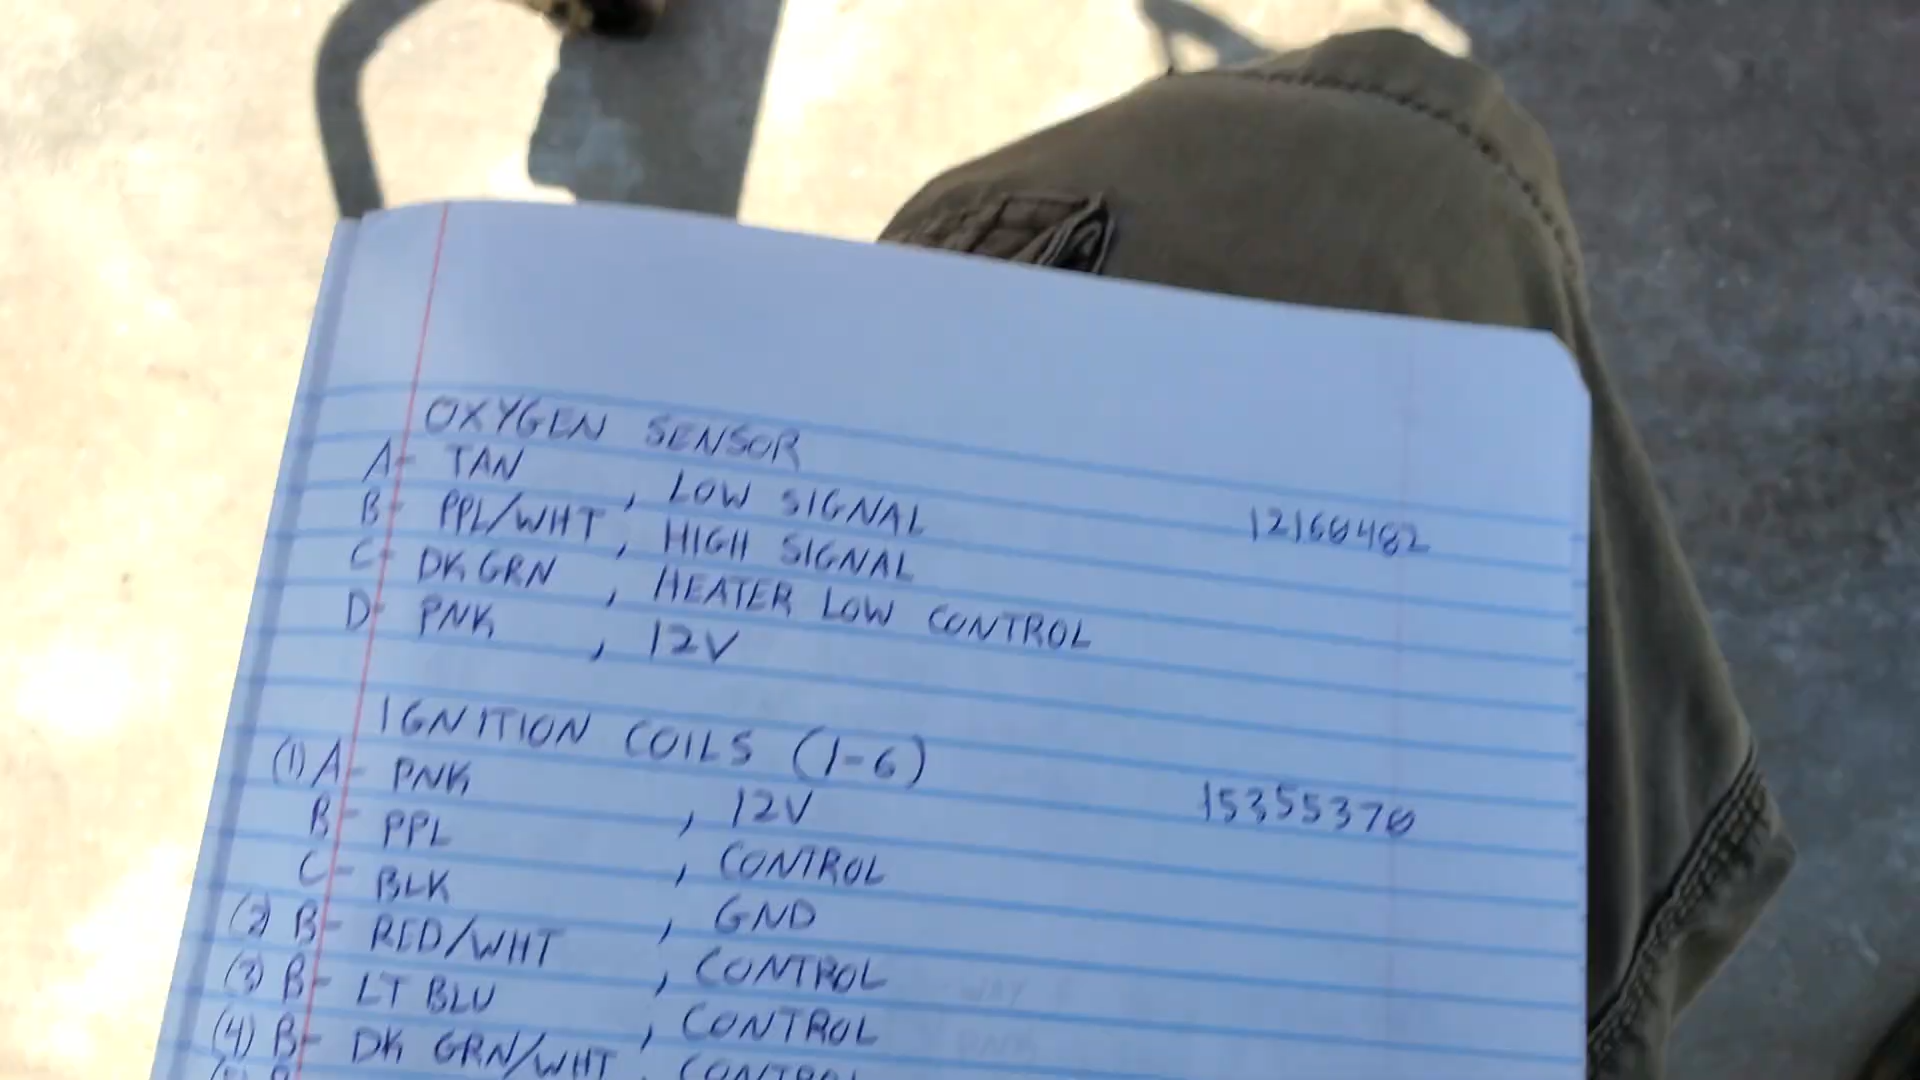 OXYGEN SENSOR
A- TAN , LOW SIGNAL 12160482
B- PPL/WHT , HIGH SIGNAL
C- DK GRN , HEATER LOW CONTROL
D- PNK , 12V
IGNITION COILS (1-6)
(1) A- PNK , 12V 15355370
B- PPL , CONTROL
C- BLK , GND
(2) B- RED/WHT , CONTROL
(3) B- LT BLU , CONTROL
(4) B- DK GRN/WHT , CONTROL